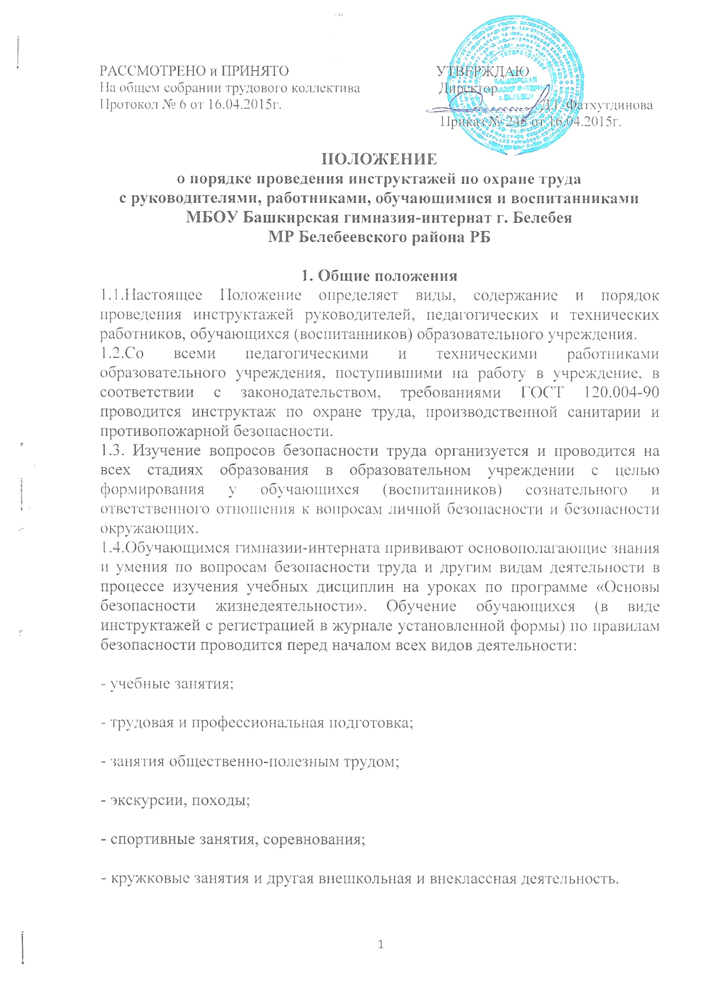 РАССМОТРЕНО и ПРИНЯТО УТВЕРЖДАЮ
На общем собрании трудового коллектива Директор
Протокол № 6 от 16.04.2015г. Фатхутдинова
Приказ № 245 от 16.04.2015г.
БАШКИРСКАЯ
г. БЕЛЕБЕЯ
ПОЛОЖЕНИЕ
о порядке проведения инструктажей по охране труда
с руководителями, работниками, обучающимися и воспитанниками
МБОУ Башкирская гимназия-интернат г. Белебея
МР Белебеевского района РБ
1. Общие положения
1.1.Настоящее Положение определяет виды, содержание и порядок
проведения инструктажей руководителей, педагогических и технических
работников, обучающихся (воспитанников) образовательного учреждения.
1.2.Со всеми педагогическими и техническими работниками
образовательного учреждения, поступившими на работу в учреждение, в
соответствии с законодательством, требованиями ГОСТ 120.004-90
проводится инструктаж по охране труда, производственной санитарии и
противопожарной безопасности.
1.3. Изучение вопросов безопасности труда организуется и проводится на
всех стадиях образования в образовательном учреждении с целью
формирования у обучающихся (воспитанников) сознательного и
ответственного отношения к вопросам личной безопасности и безопасности
окружающих.
1.4.Обучающимся гимназии-интерната прививают основополагающие знания
и умения по вопросам безопасности труда и другим видам деятельности в
процессе изучения учебных дисциплин на уроках по программе «Основы
безопасности жизнедеятельности». Обучение обучающихся (в виде
инструктажей с регистрацией в журнале установленной формы) по правилам
безопасности проводится перед началом всех видов деятельности:
- учебные занятия;
- трудовая и профессиональная подготовка;
- занятия общественно-полезным трудом;
- экскурсии, походы;
- спортивные занятия, соревнования;
- кружковые занятия и другая внешкольная и внеклассная деятельность.
1